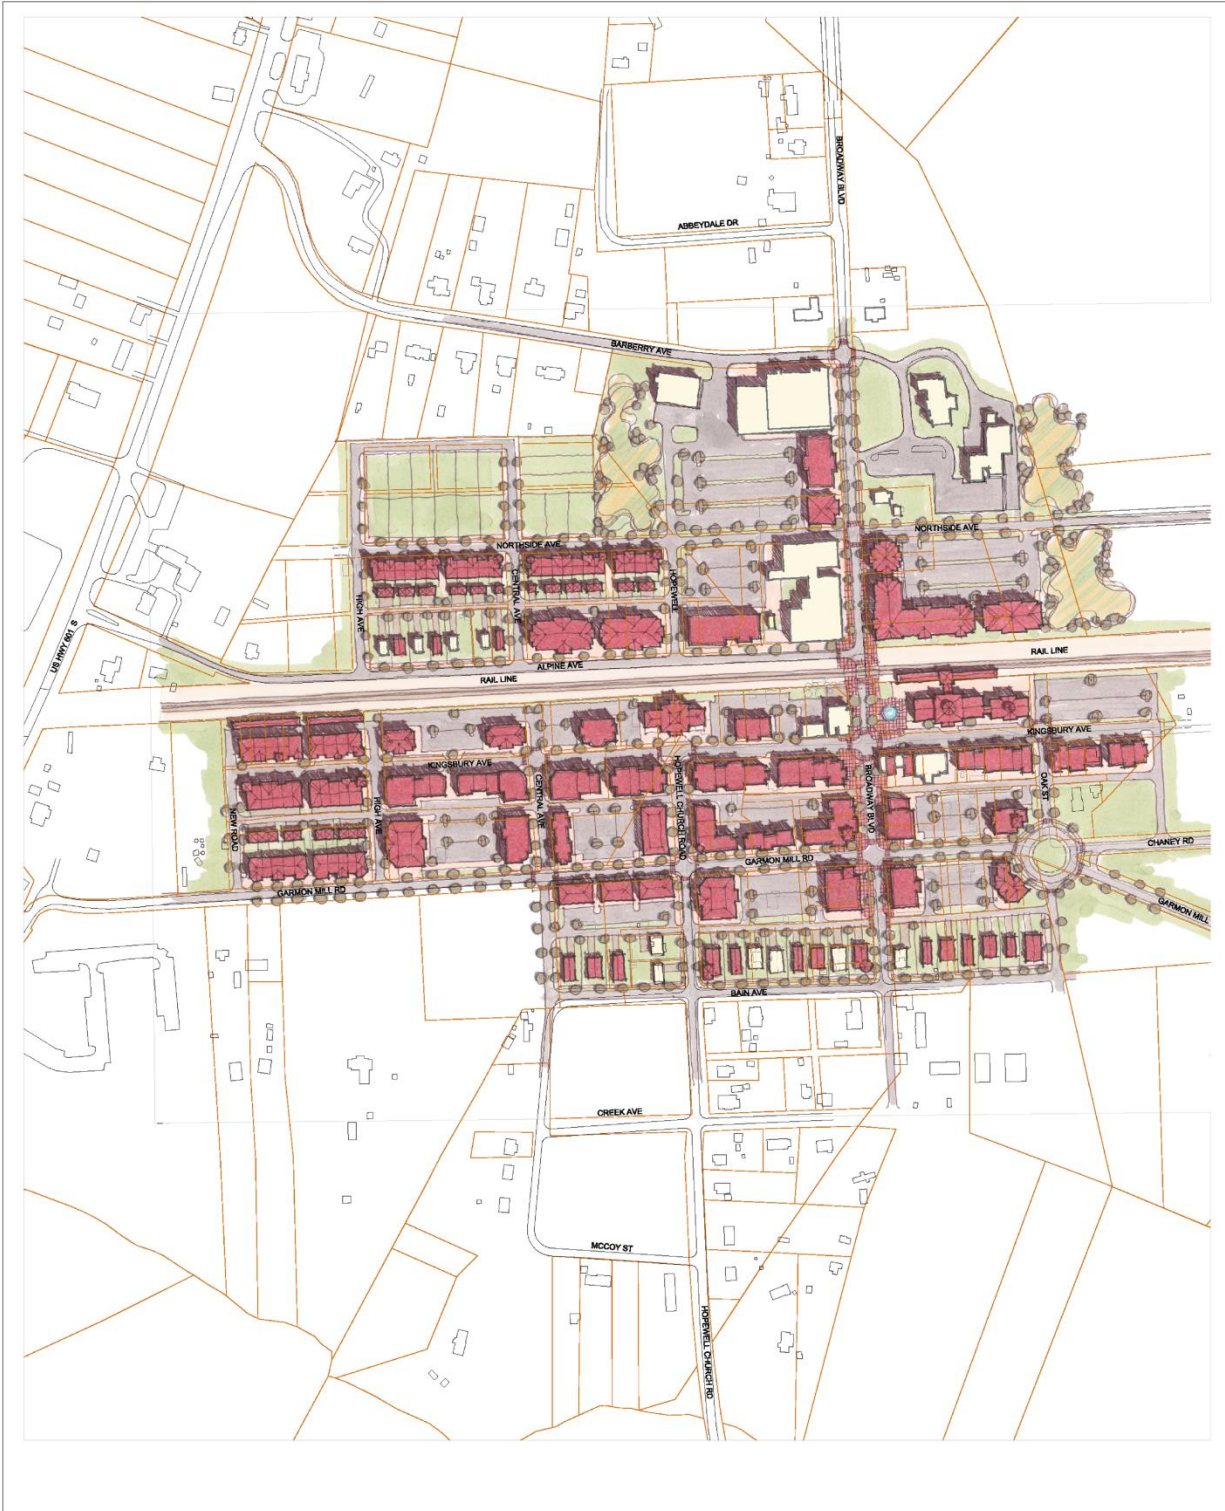 BROADWAY BLVD
ABBEYDALE DR
BARBERRY AVE
NORTHSIDE AVE
NORTHSIDE AVE
HIGH AVE
CENTRAL AVE
HOPEWELL
US HWY 601 S
ALPINE AVE
RAIL LINE
RAIL LINE
KINGSBURY AVE
KINGSBURY AVE
NEW ROAD
HIGH AVE
CENTRAL AVE
HOPEWELL CHURCH ROAD
BROADWAY BLVD
OAK ST
CHANEY RD
GARMON MILL RD
GARMON MILL RD
GARMON MILL
BAIN AVE
CREEK AVE
MCCOY ST
HOPEWELL CHURCH RD